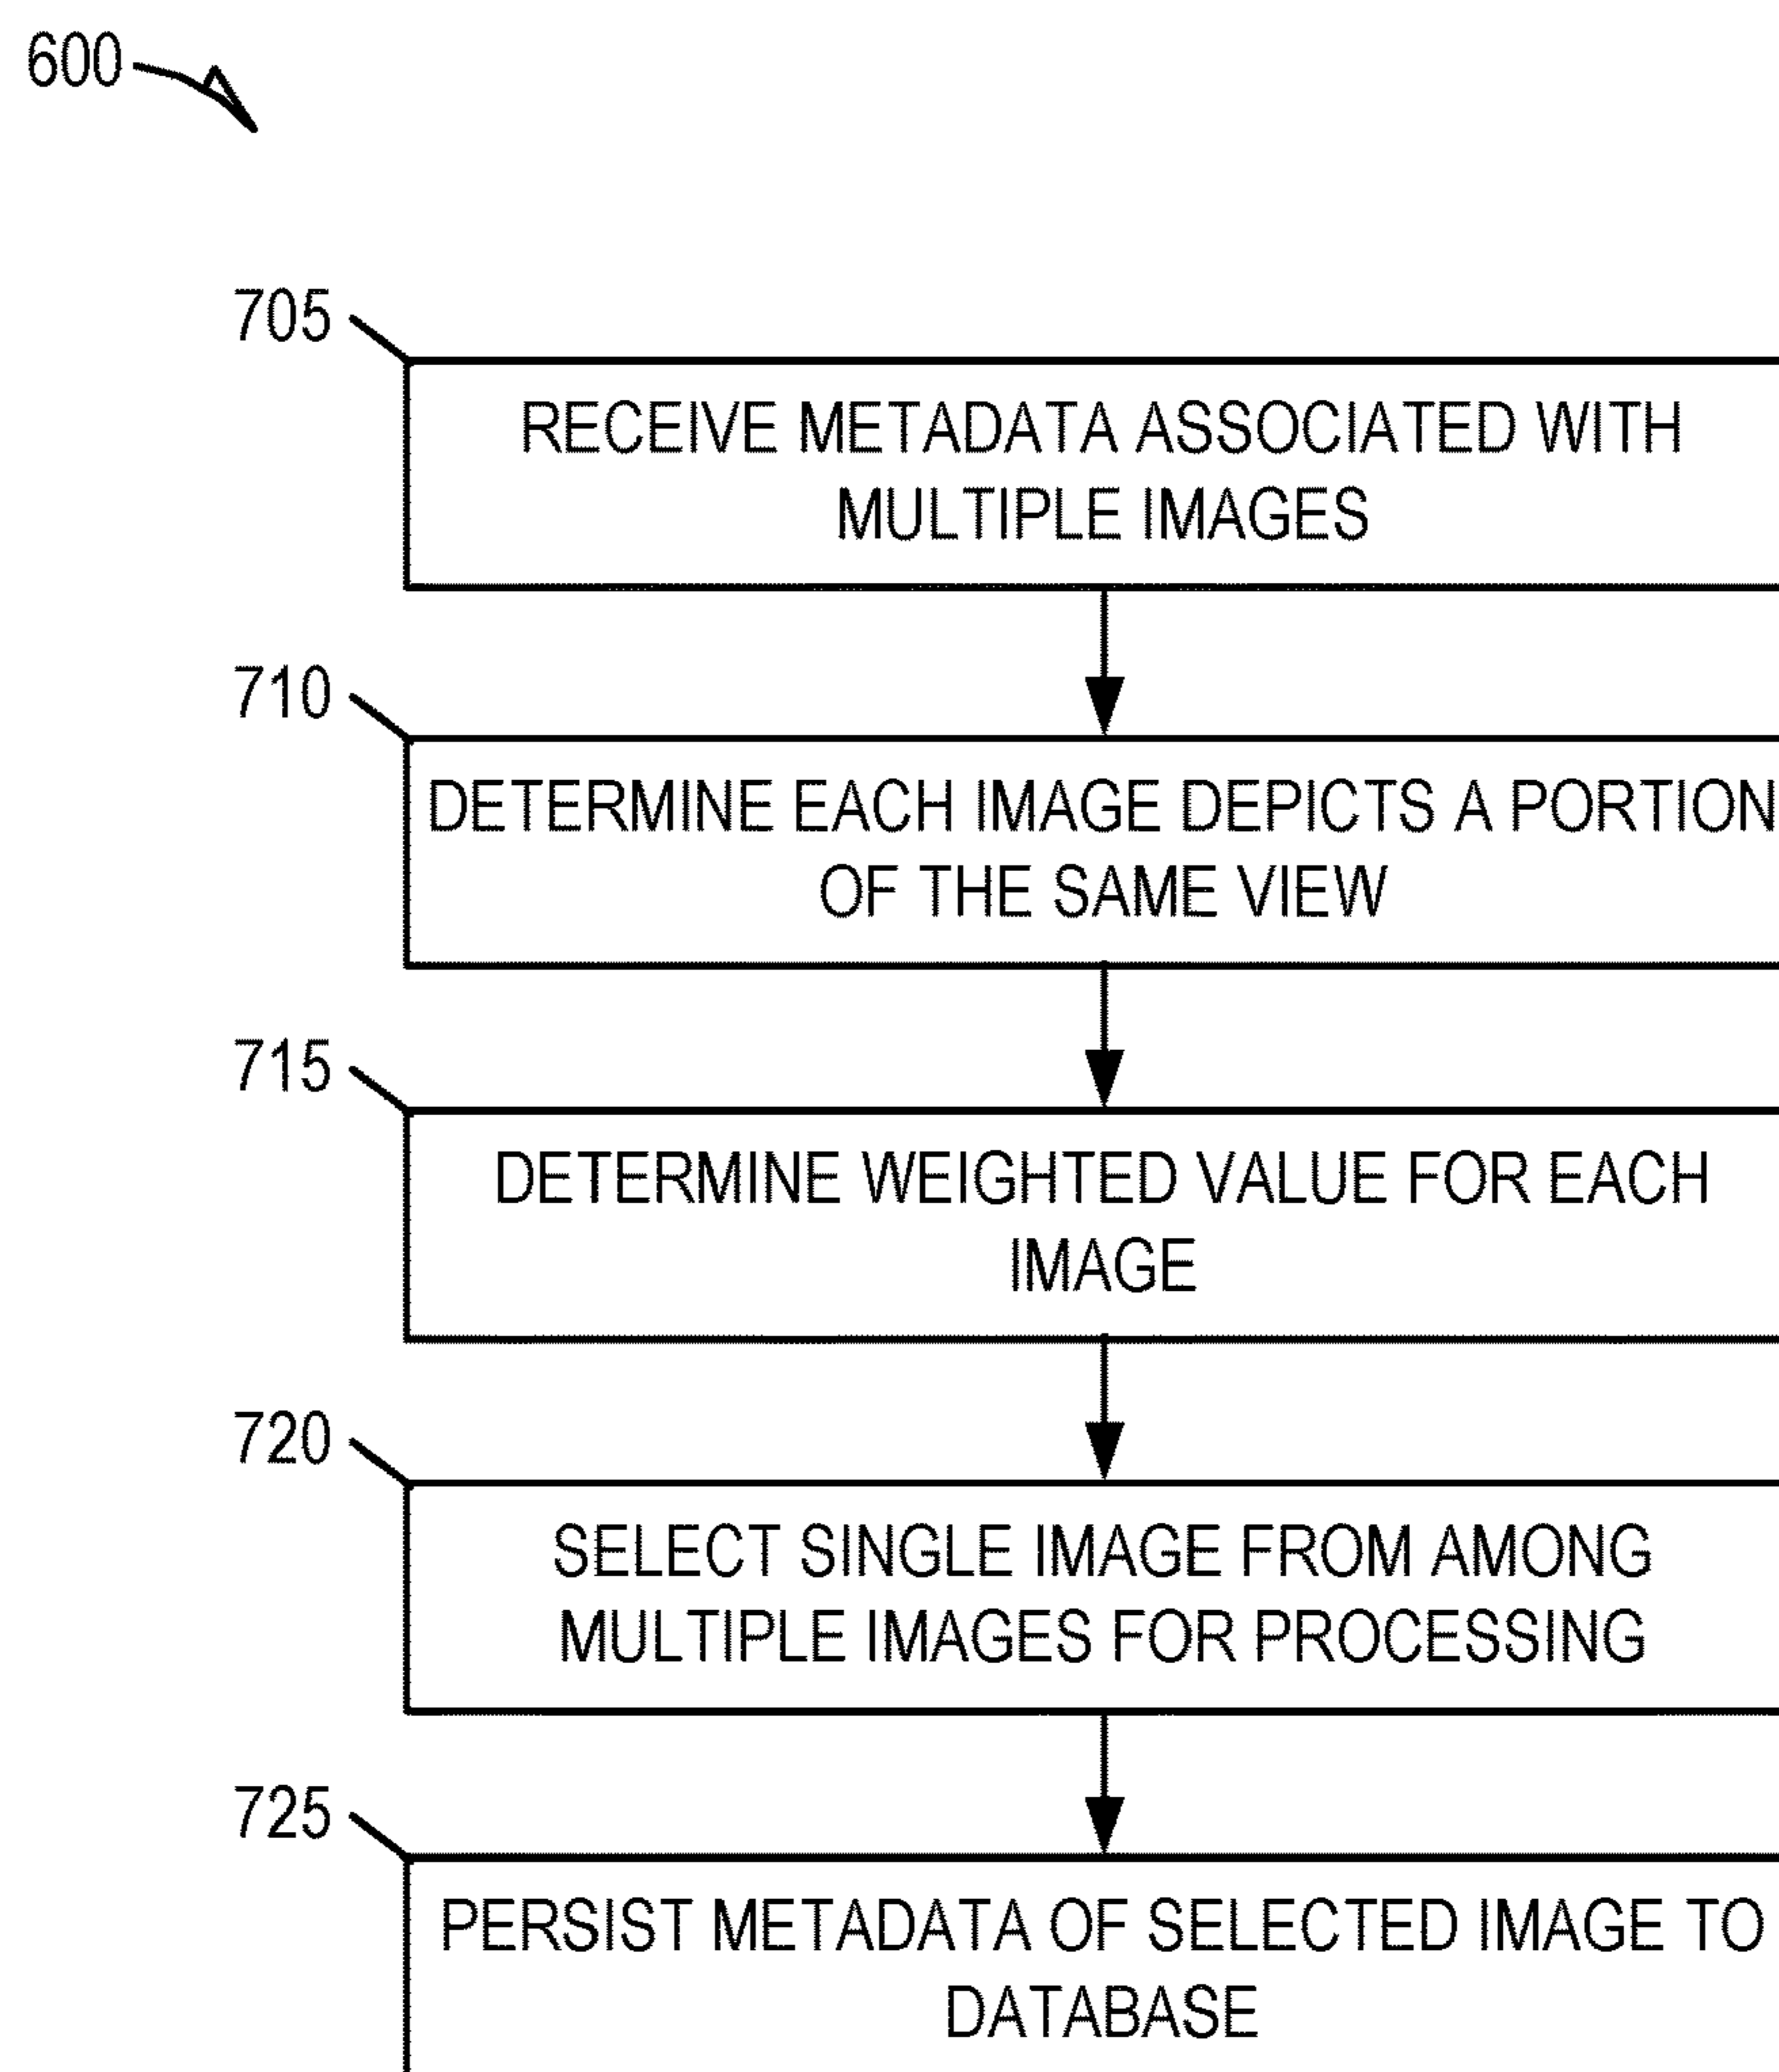 600
705
RECEIVE METADATA ASSOCIATED WITH
MULTIPLE IMAGES
710
DETERMINE EACH IMAGE DEPICTS A PORTION
OF THE SAME VIEW
715
DETERMINE WEIGHTED VALUE FOR EACH
IMAGE
720
SELECT SINGLE IMAGE FROM AMONG
MULTIPLE IMAGES FOR PROCESSING
725
PERSIST METADATA OF SELECTED IMAGE TO
DATABASE